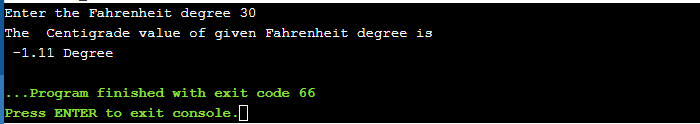 Enter the Fahrenheit degree 30
The  Centigrade value of given Fahrenheit degree is
 -1.11 Degree
...Program finished with exit code 66
Press ENTER to exit console.